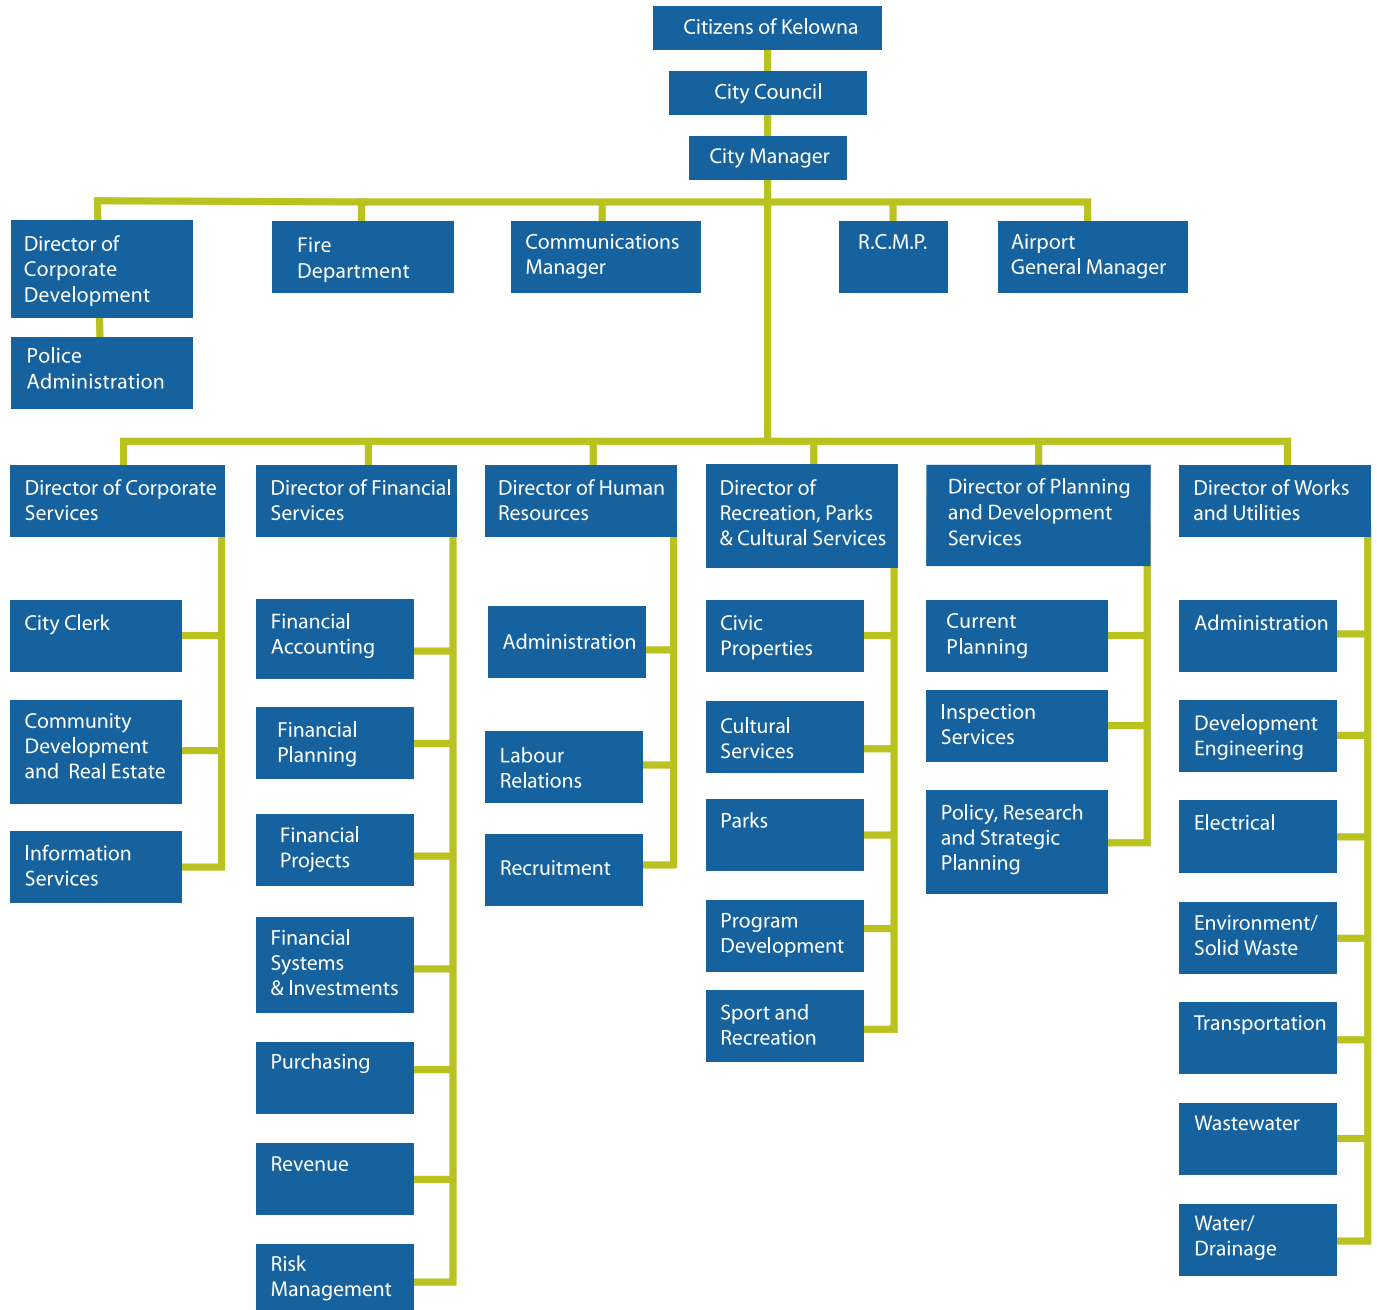 Citizens of Kelowna
City Council
City Manager
Director of
Corporate
Development
Fire
Department
Communications
Manager
R.C.M.P.
Airport
General Manager
Police
Administration
Director of Corporate
Services
City Clerk
Community
Development
and Real Estate
Information
Services
Director of Financial
Services
Financial
Accounting
Financial
Planning
Financial
Projects
Financial
Systems
& Investments
Purchasing
Revenue
Risk
Management
Director of Human
Resources
Administration
Labour
Relations
Recruitment
Director of
Recreation, Parks
& Cultural Services
Civic
Properties
Cultural
Services
Parks
Program
Development
Sport and
Recreation
Director of Planning
and Development
Services
Current
Planning
Inspection
Services
Policy, Research
and Strategic
Planning
Director of Works
and Utilities
Administration
Development
Engineering
Electrical
Environment/
Solid Waste
Transportation
Wastewater
Water/
Drainage